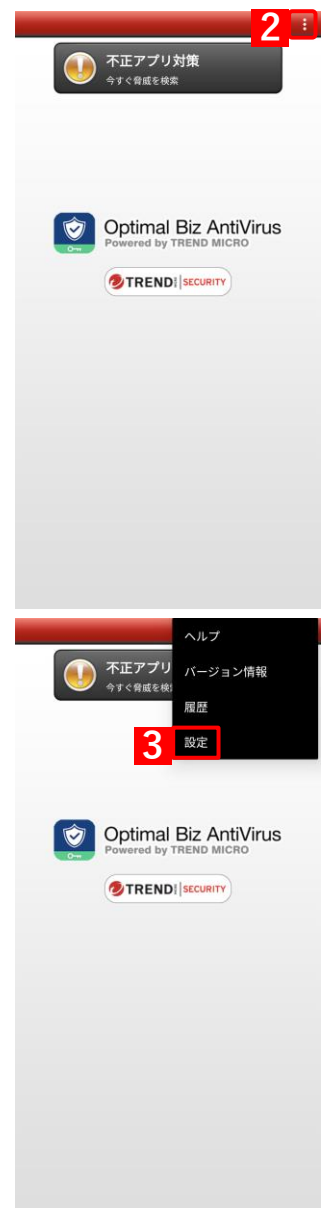 2
不正アプリ対策
今すぐ脅威を検索
Optimal Biz AntiVirus
Powered by TREND MICRO
TREND MICRO SECURITY
ヘルプ
不正アプリ
バージョン情報
今すぐ脅威を検
履歴
3 設定
Optimal Biz AntiVirus
Powered by TREND MICRO
TREND MICRO SECURITY